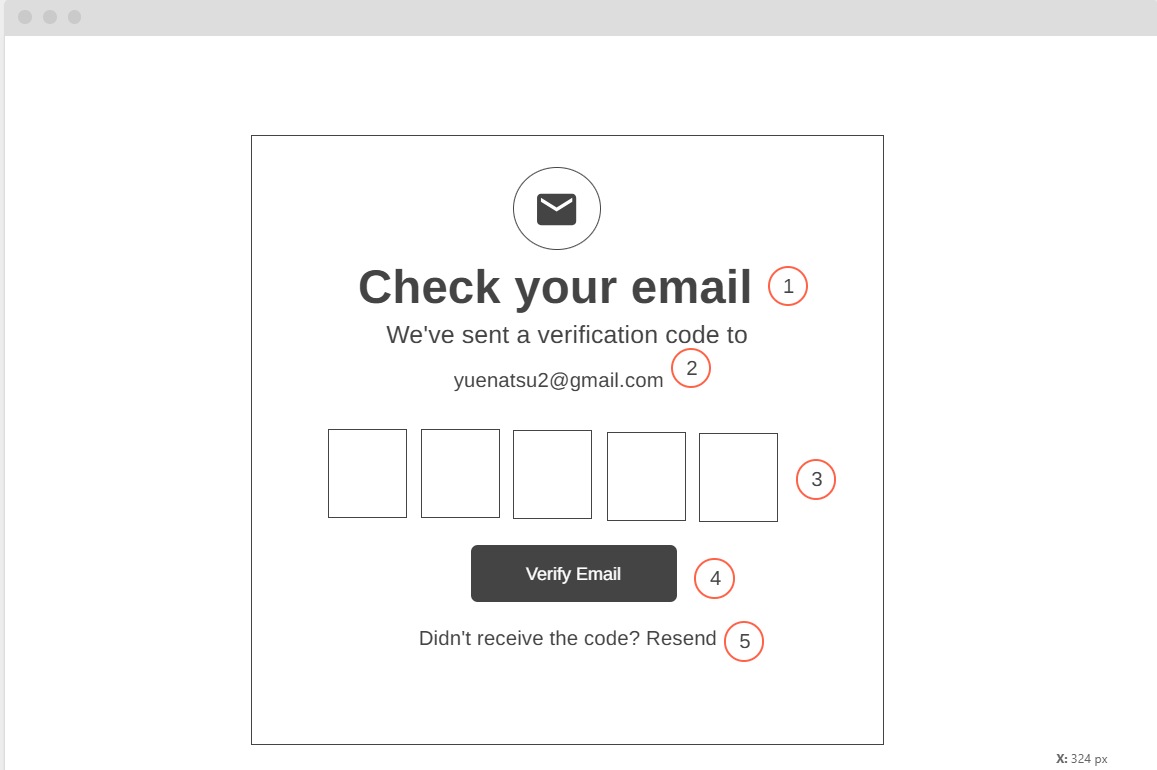 Check your email 1
We've sent a verification code to
2
yuenatsu2@gmail.com
3
Verify Email 4
Didn't receive the code? Resend 5
X: 324 px